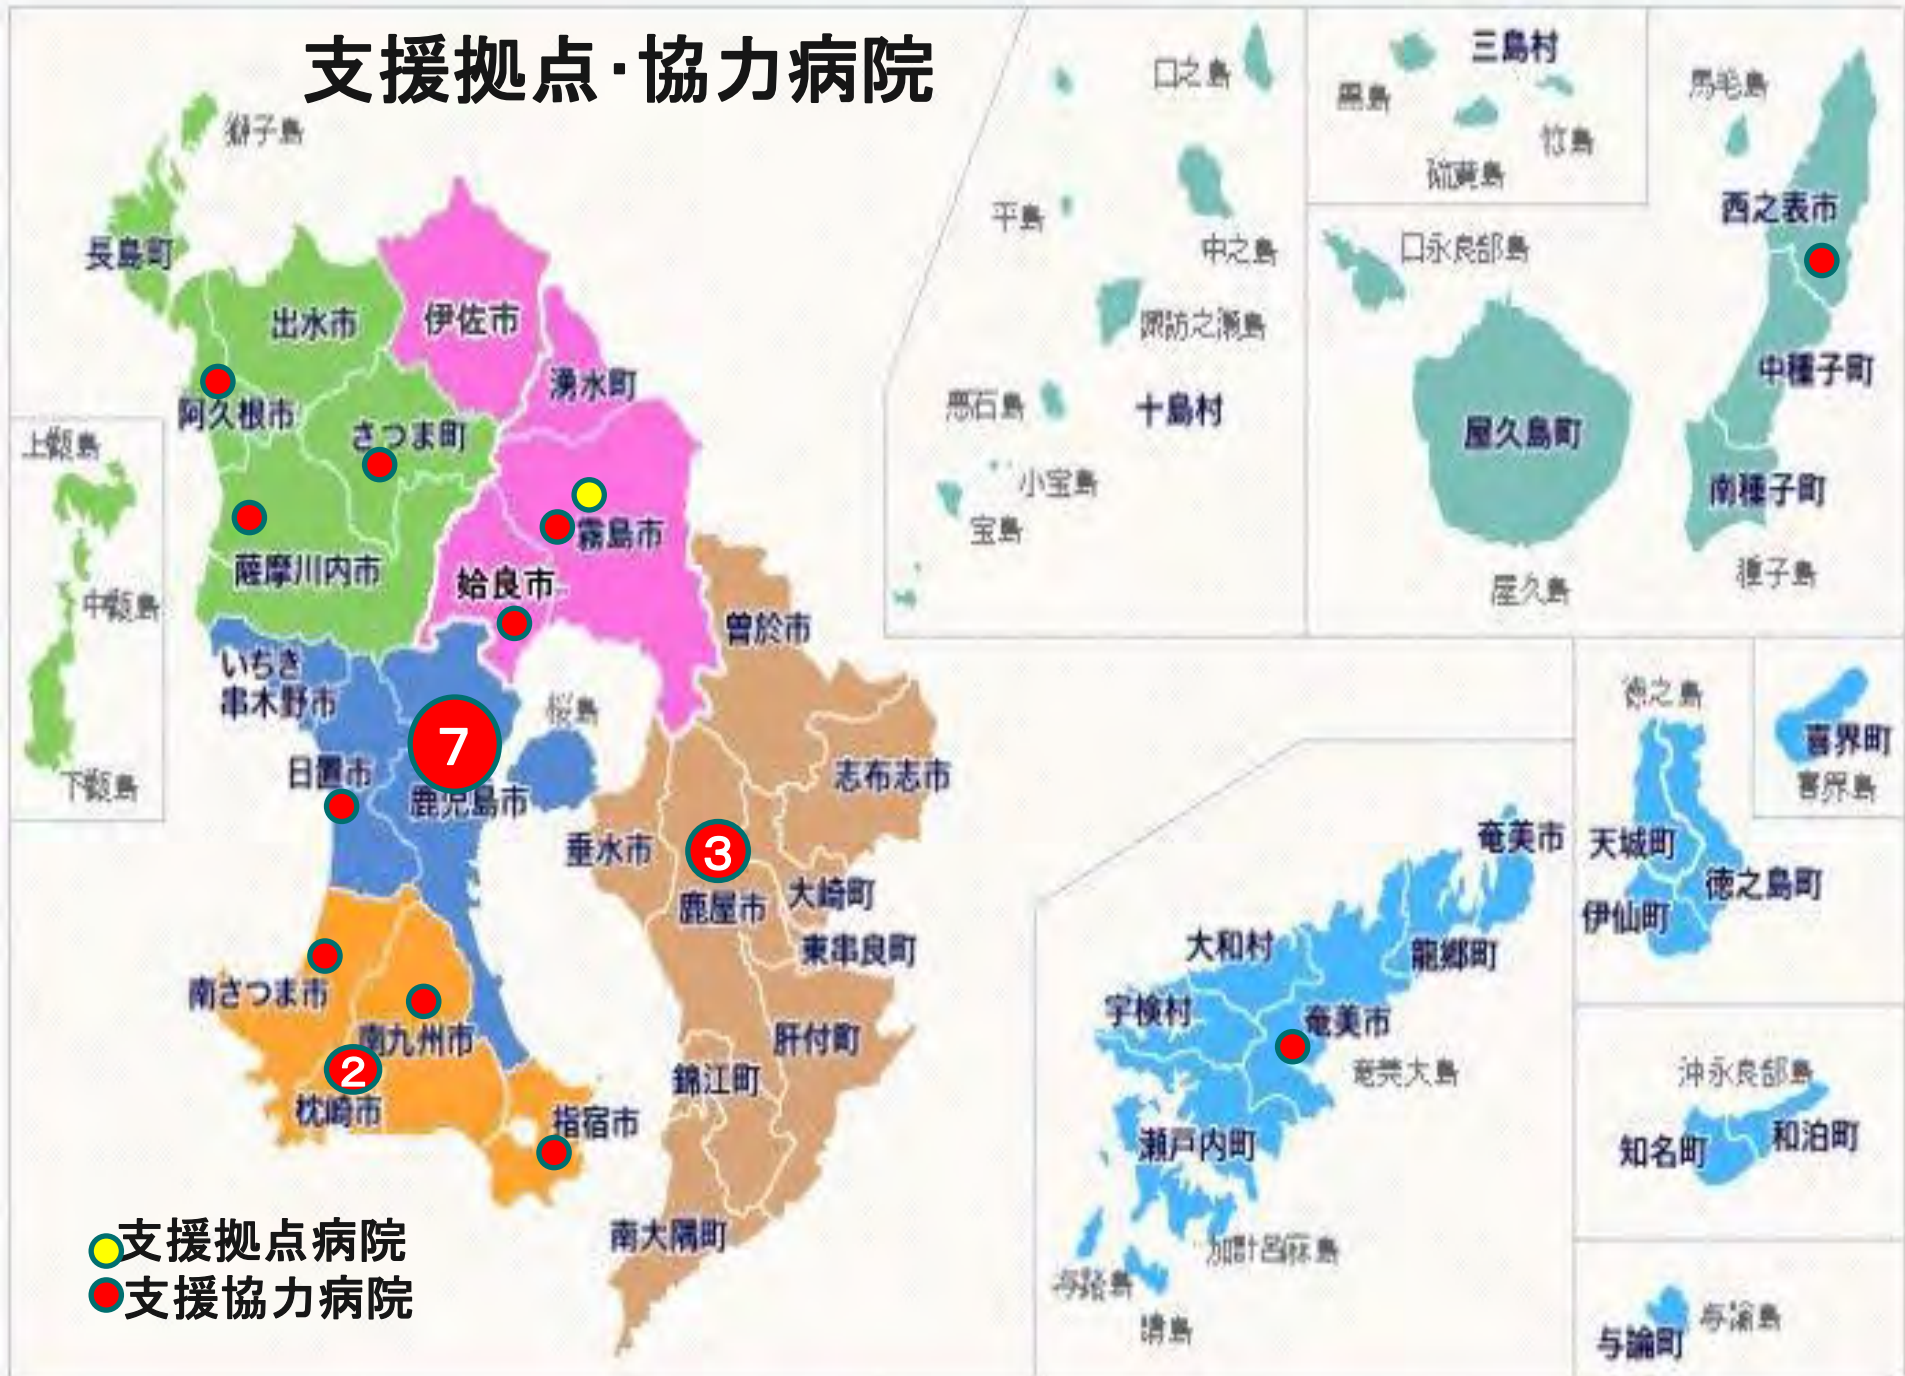 支援拠点・協力病院
獅子島
長島町
出水市
伊佐市
湧水町
阿久根市
さつま町
霧島市
薩摩川内市
姶良市
上甑島
中甑島
下甑島
いちき
串木野市
桜島
曽於市
7
日置市
鹿児島市
志布志市
垂水市
3
鹿屋市
大崎町
東串良町
南さつま市
南九州市
2
枕崎市
指宿市
錦江町
肝付町
南大隅町
支援拠点病院
支援協力病院
口之島
平島
中之島
諏訪之瀬島
悪石島
十島村
小宝島
宝島
三島村
黒島
硫黄島
竹島
馬毛島
西之表市
口永良部島
中種子町
屋久島町
南種子町
屋久島
種子島
徳之島
喜界町
喜界島
天城町
徳之島町
伊仙町
奄美市
大和村
龍郷町
宇検村
奄美市
奄美大島
瀬戸内町
加計呂麻島
与路島
請島
沖永良部島
知名町
和泊町
与論町
与論島